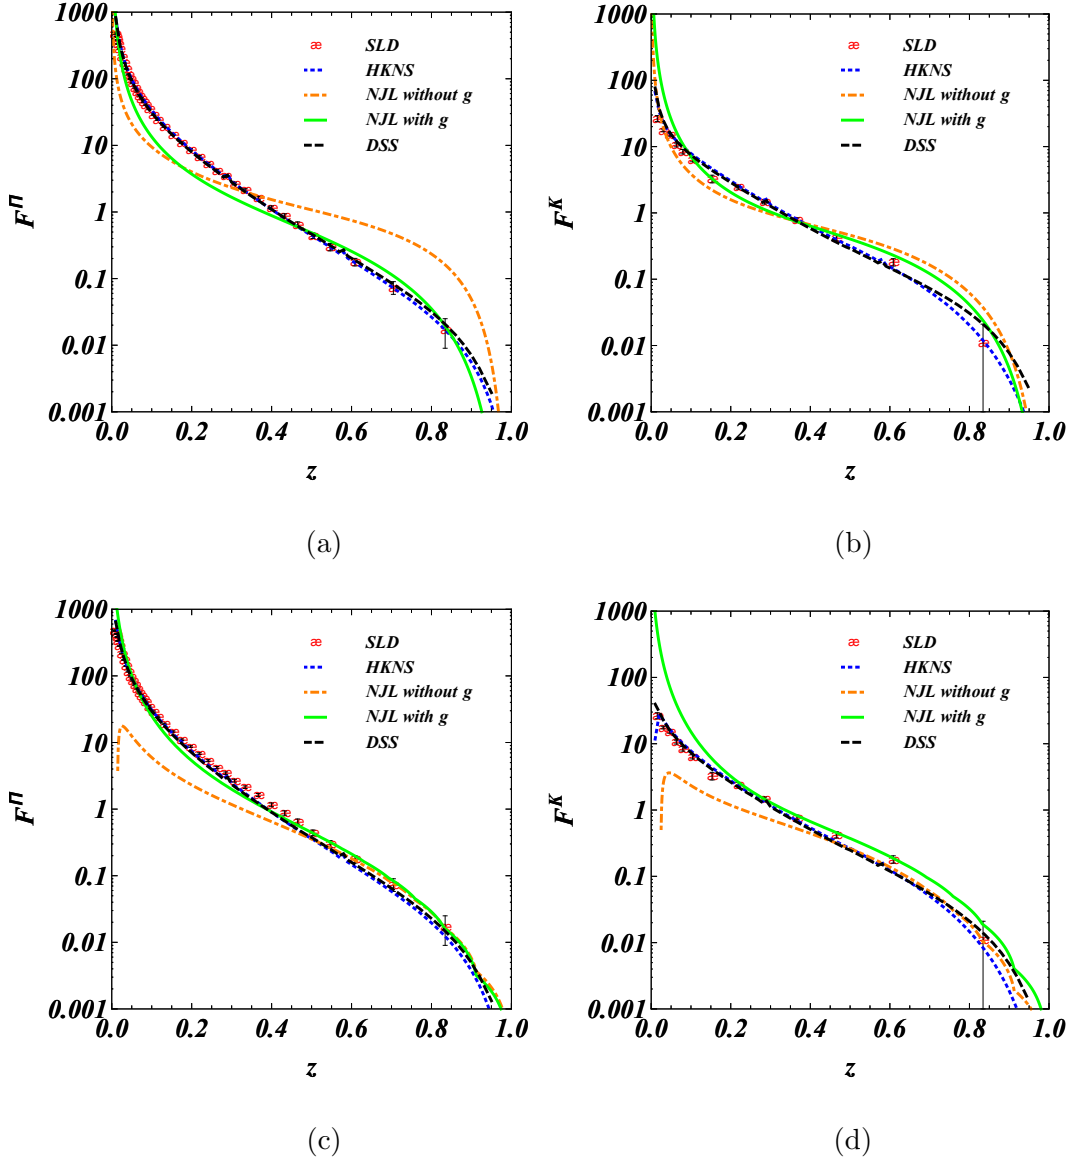 1000
100
10
1
0.1
0.01
0.001
F^Π
0.0 0.2 0.4 0.6 0.8 1.0
z
æ SLD
HKNS
NJL without g
NJL with g
DSS
(a)
1000
100
10
1
0.1
0.01
0.001
F^K
0.0 0.2 0.4 0.6 0.8 1.0
z
æ SLD
HKNS
NJL without g
NJL with g
DSS
(b)
1000
100
10
1
0.1
0.01
0.001
F^Π
0.0 0.2 0.4 0.6 0.8 1.0
z
æ SLD
HKNS
NJL without g
NJL with g
DSS
(c)
1000
100
10
1
0.1
0.01
0.001
F^K
0.0 0.2 0.4 0.6 0.8 1.0
z
æ SLD
HKNS
NJL without g
NJL with g
DSS
(d)